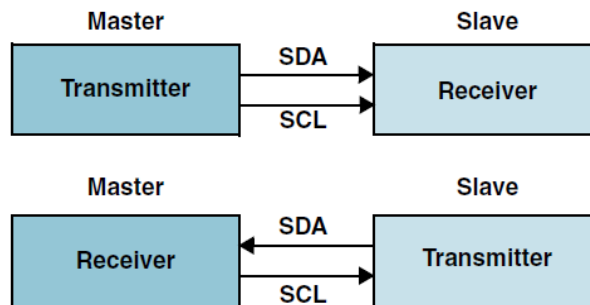 Master Slave
SDA
Transmitter Receiver
SCL
Master Slave
SDA
Receiver Transmitter
SCL